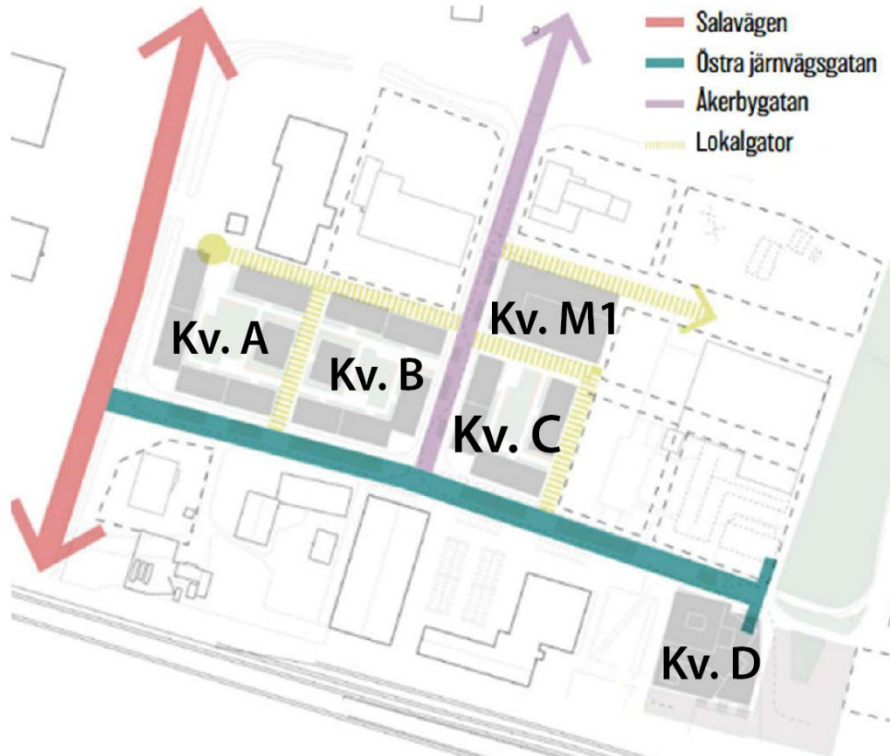 Salavägen
Östra järnvägsgatan
Åkerbygatan
Lokalgator
Kv. M1
Kv. A
Kv. B
Kv. C
Kv. D